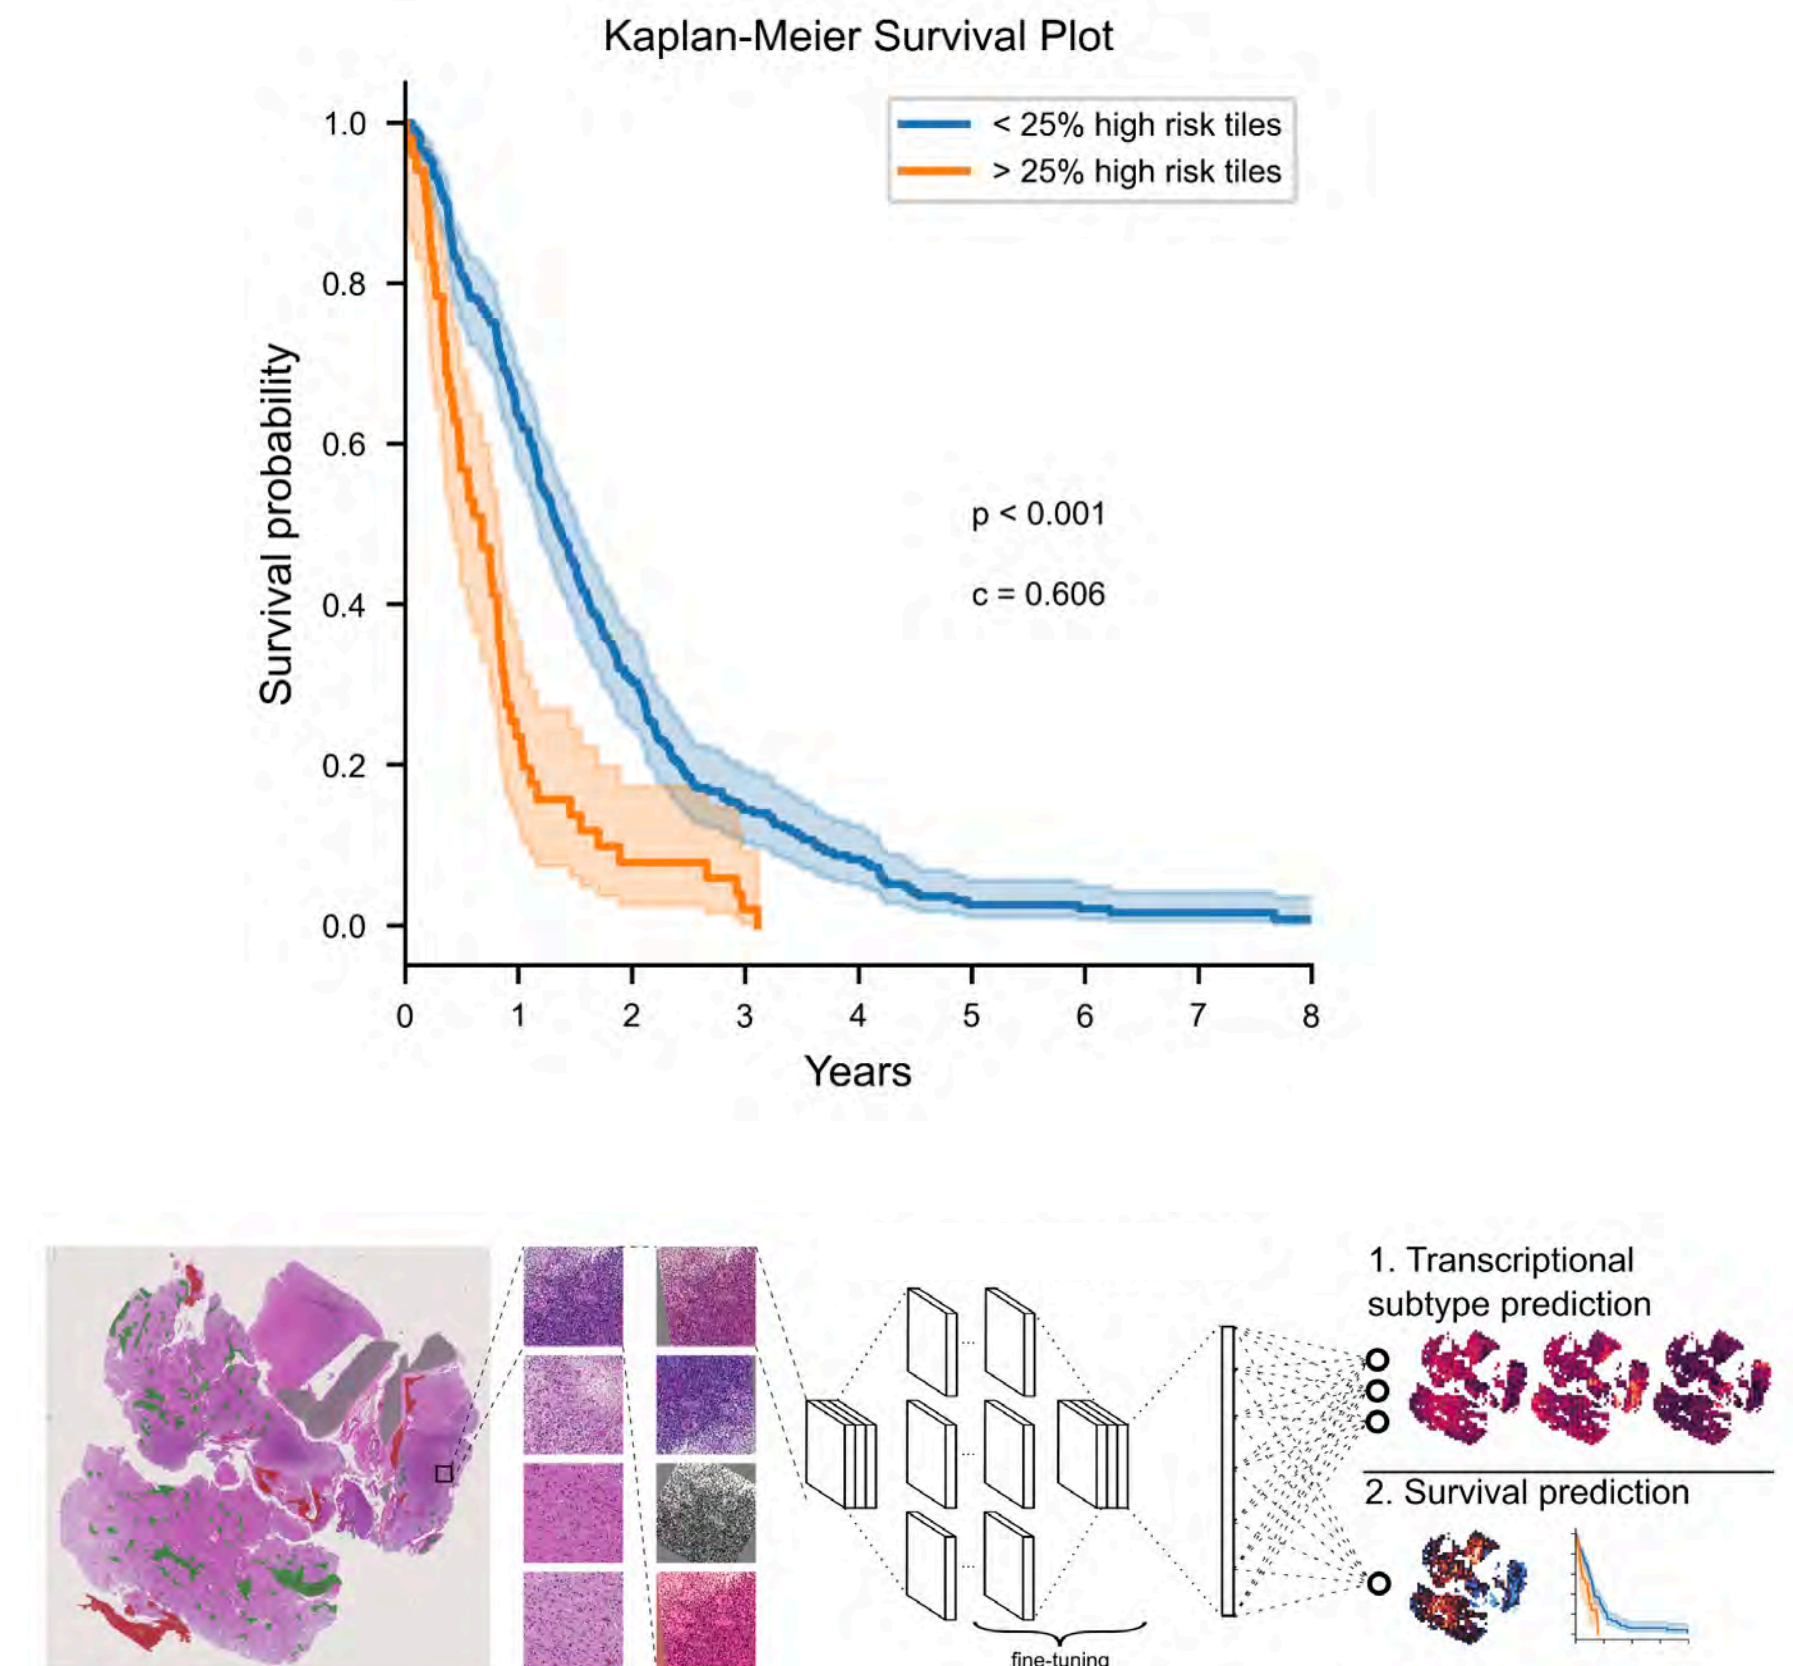 Kaplan-Meier Survival Plot
< 25% high risk tiles
> 25% high risk tiles
1.0
0.8
0.6
0.4
0.2
0.0
Survival probability
p < 0.001
c = 0.606
0 1 2 3 4 5 6 7 8
Years
1. Transcriptional
subtype prediction
2. Survival prediction
fine-tuning